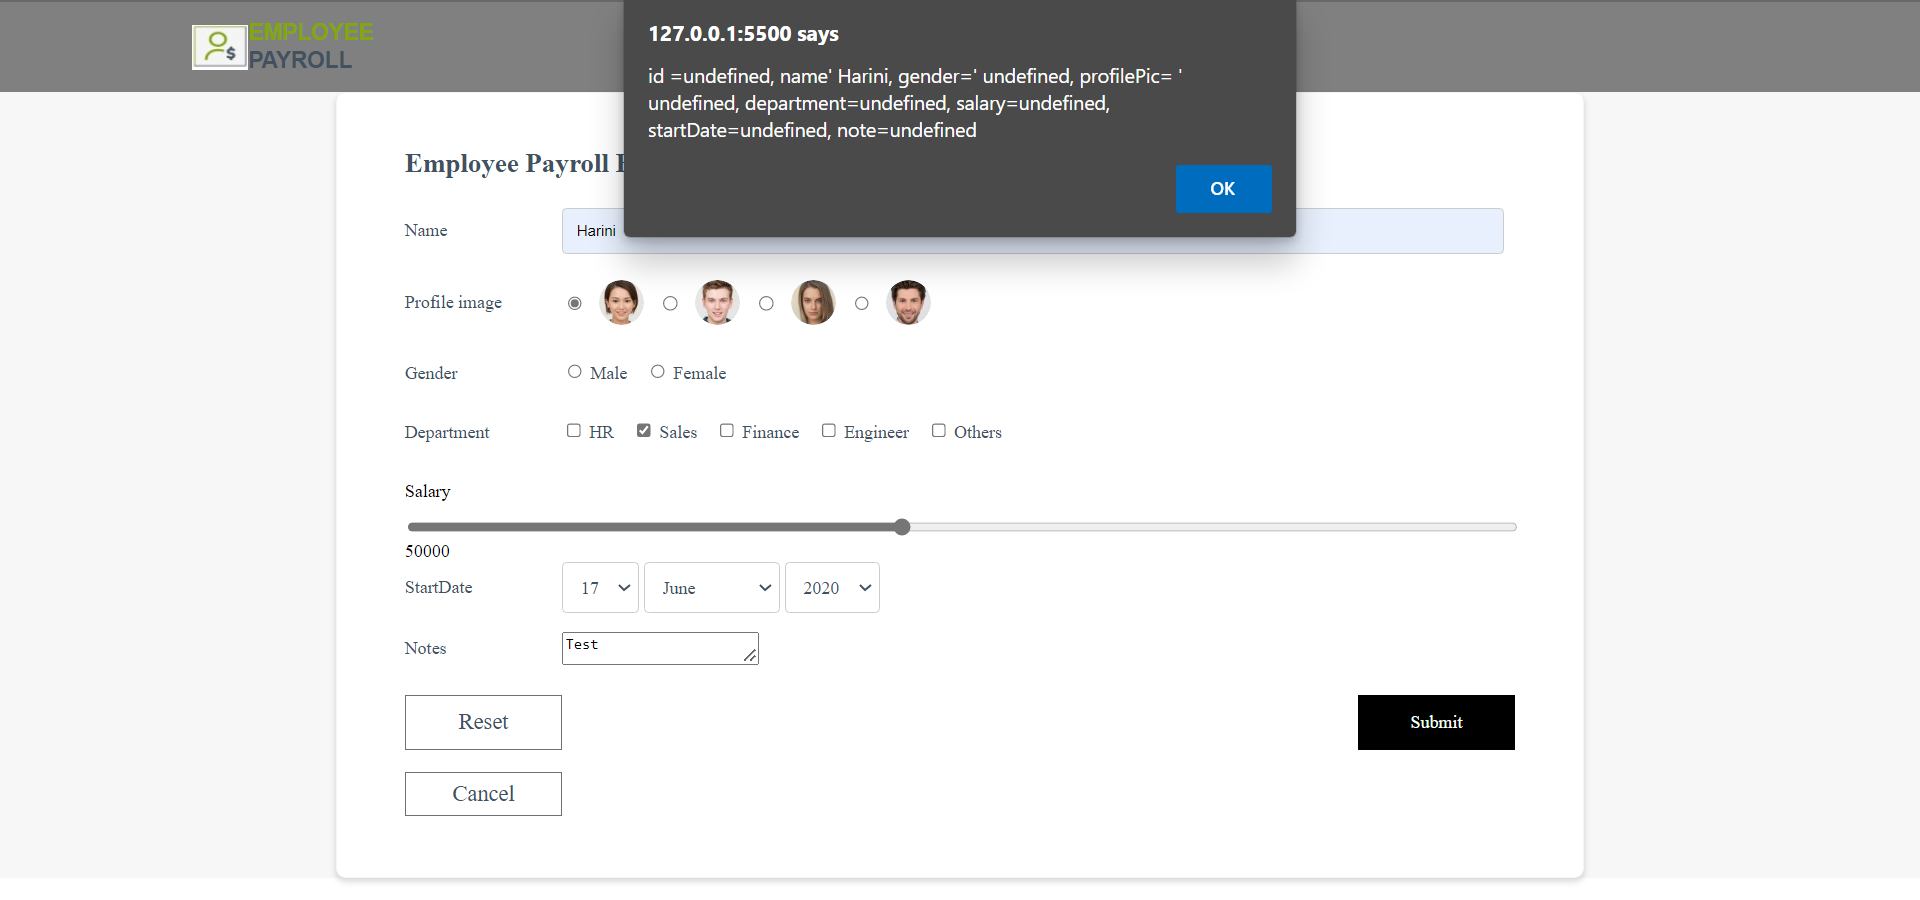 EMPLOYEE
PAYROLL
127.0.0.1:5500 says
id =undefined, name' Harini, gender=' undefined, profilePic= '
undefined, department=undefined, salary=undefined,
startDate=undefined, note=undefined
OK
Employee Payroll
Name
Harini
Profile image
Gender
Male Female
Department
HR Sales Finance Engineer Others
Salary
50000
StartDate
17 June 2020
Notes
Test
Reset
Submit
Cancel